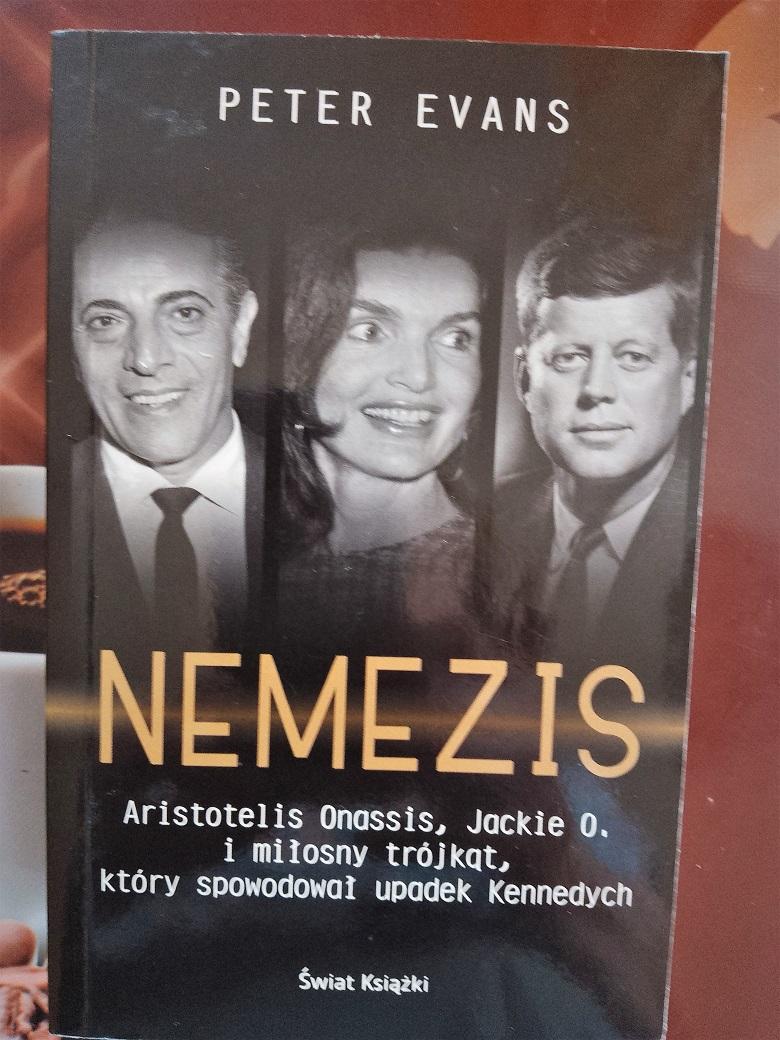 PETER EVANS
NEMEZIS
Aristotelis Onassis, Jackie O.
i miłosny trójkąt,
który spowodował upadek Kennedych
Świat Książki